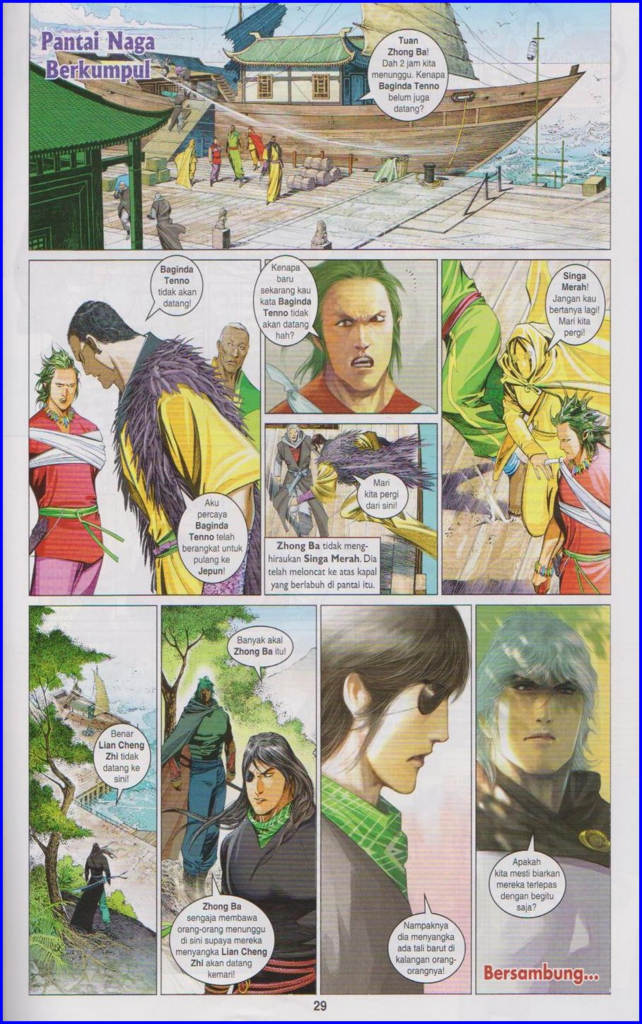 Pantai Naga
Berkumpul
Tuan
Zhong Ba!
Dah 2 jam kita
menunggu. Kenapa
Baginda Tenno
belum juga
datang?
Baginda
Tenno
tidak akan
datang!
Aku
percaya
Baginda
Tenno telah
berangkat untuk
pulang ke
Jepun!
Kenapa
baru
sekarang kau
kata Baginda
Tenno tidak
akan datang
hah?
Mari
kita pergi
dari sini!
Zhong Ba tidak meng-
hiraukan Singa Merah. Dia
telah meloncat ke atas kapal
yang berlabuh di pantai itu.
Singa
Merah!
Jangan kau
bertanya lagi!
Mari kita
pergi!
Benar
Lian Cheng
Zhi tidak
datang ke
sini!
Banyak akal
Zhong Ba itu!
Zhong Ba
sengaja membawa
orang-orang menunggu
di sini supaya mereka
menyangka Lian Cheng
Zhi akan datang
kemari!
Nampaknya
dia menyangka
ada tali barut di
kalangan orang-
orangnya!
Apakah
kita mesti biarkan
mereka terlepas
dengan begitu
saja?
Bersambung...
29